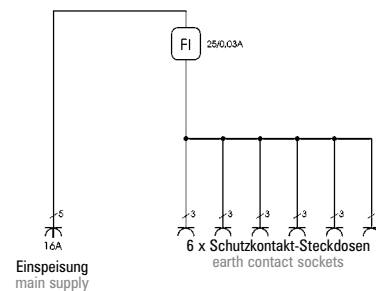 FI 25/0,03A
5 3 3 3 3 3
16A
6 x Schutzkontakt-Steckdosen
earth contact sockets
Einspeisung
main supply